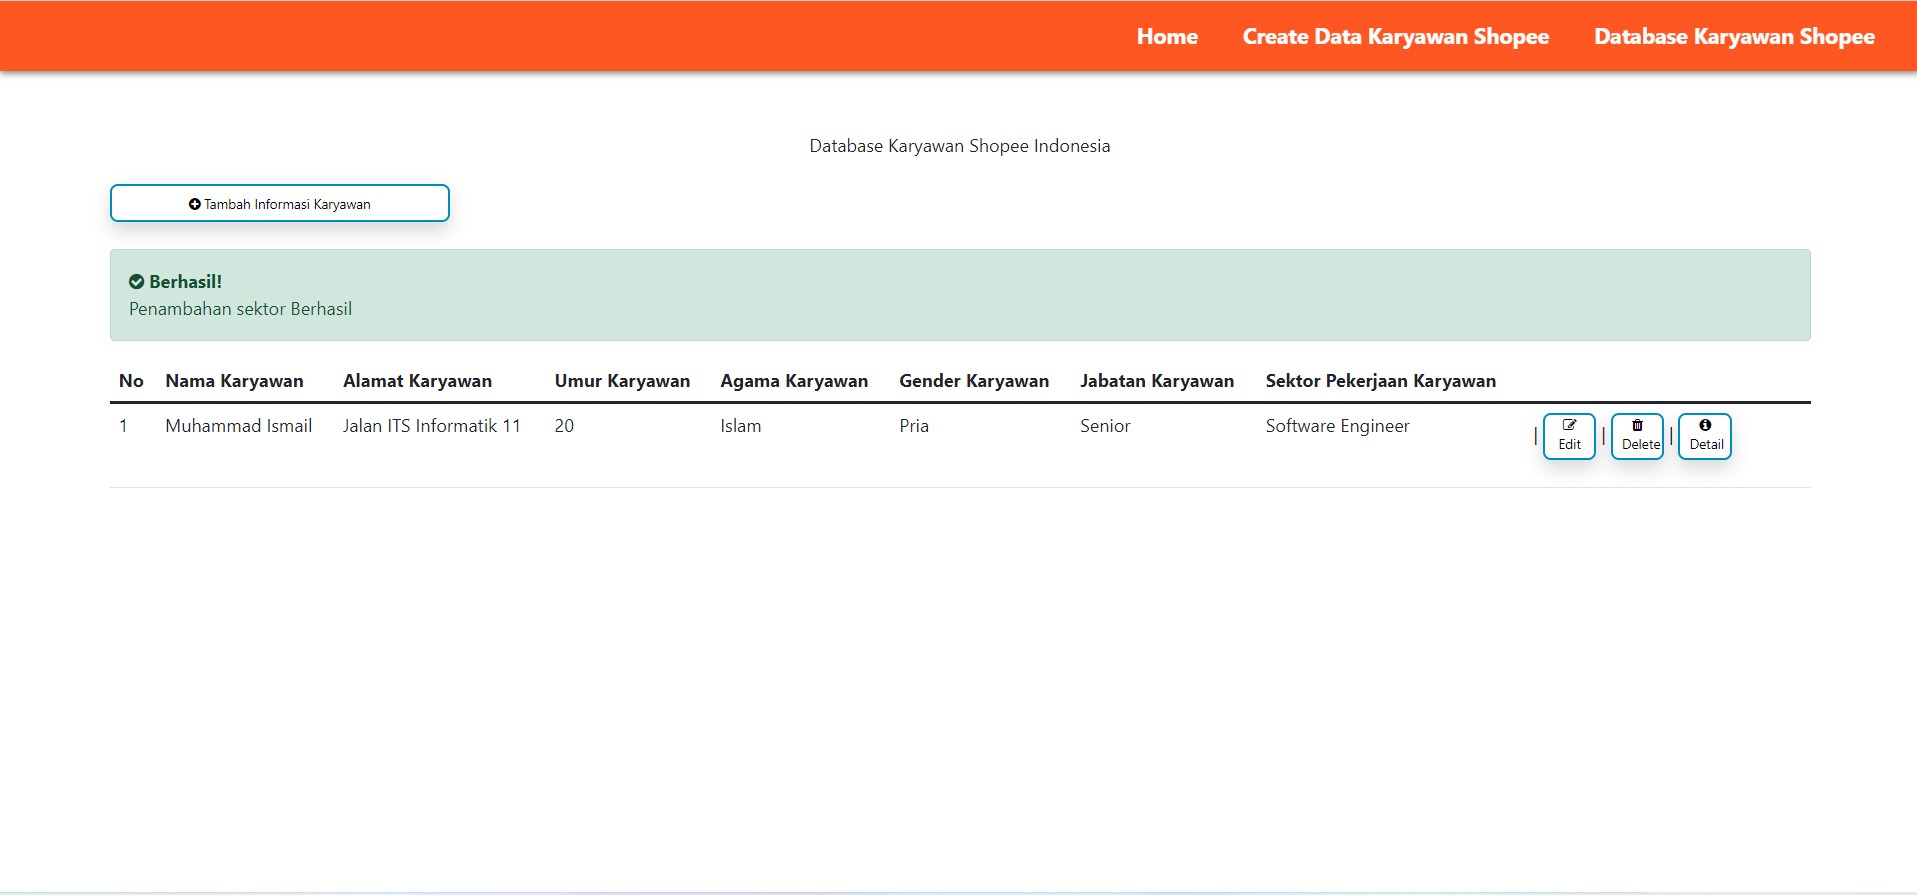 Home Create Data Karyawan Shopee Database Karyawan Shopee
Database Karyawan Shopee Indonesia
Tambah Informasi Karyawan
Berhasil!
Penambahan sektor Berhasil
No Nama Karyawan Alamat Karyawan Umur Karyawan Agama Karyawan Gender Karyawan Jabatan Karyawan Sektor Pekerjaan Karyawan
1 Muhammad Ismail Jalan ITS Informatik 11 20 Islam Pria Senior Software Engineer | Edit | Delete | Detail